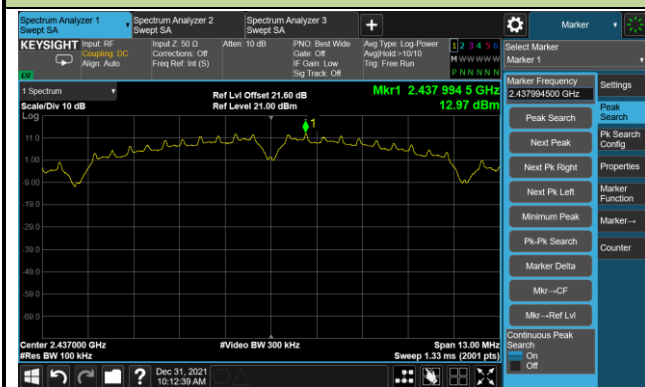 Spectrum Analyzer 1
Swept SA
Spectrum Analyzer 2
Swept SA
Spectrum Analyzer 3
Swept SA
Marker
KEYSIGHT
Input: RF
Coupling: DC
Align: Auto
Input Z: 50 Ω
Corrections: Off
Freq Ref: Int (S)
Atten: 10 dB
PNO: Best Wide
Gate: Off
IF Gain: Low
Sig Track: Off
Avg Type: Log-Power
Avg|Hold >10/10
Trig: Free Run
1 2 3 4 5 6
M W W W W W
P N N N N N
Select Marker
Marker 1
1 Spectrum
Scale/Div 10 dB
Log
Ref Lvl Offset 21.60 dB
Ref Level 21.00 dBm
Mkr1 2.437 994 5 GHz
12.97 dBm
1
11.0
1.00
-9.00
-19.0
-29.0
-39.0
-49.0
-59.0
-69.0
Center 2.437000 GHz
#Res BW 100 kHz
#Video BW 300 kHz
Span 13.00 MHz
Sweep 1.33 ms (2001 pts)
Marker Frequency
2.437994500 GHz
Peak Search
Next Peak
Next Pk Right
Next Pk Left
Minimum Peak
Pk-Pk Search
Marker Delta
Mkr→CF
Mkr→Ref Lvl
Continuous Peak
Search
On
Off
Settings
Peak
Search
Pk Search
Config
Properties
Marker
Function
Marker→
Counter
?
Dec 31, 2021
10:12:39 AM